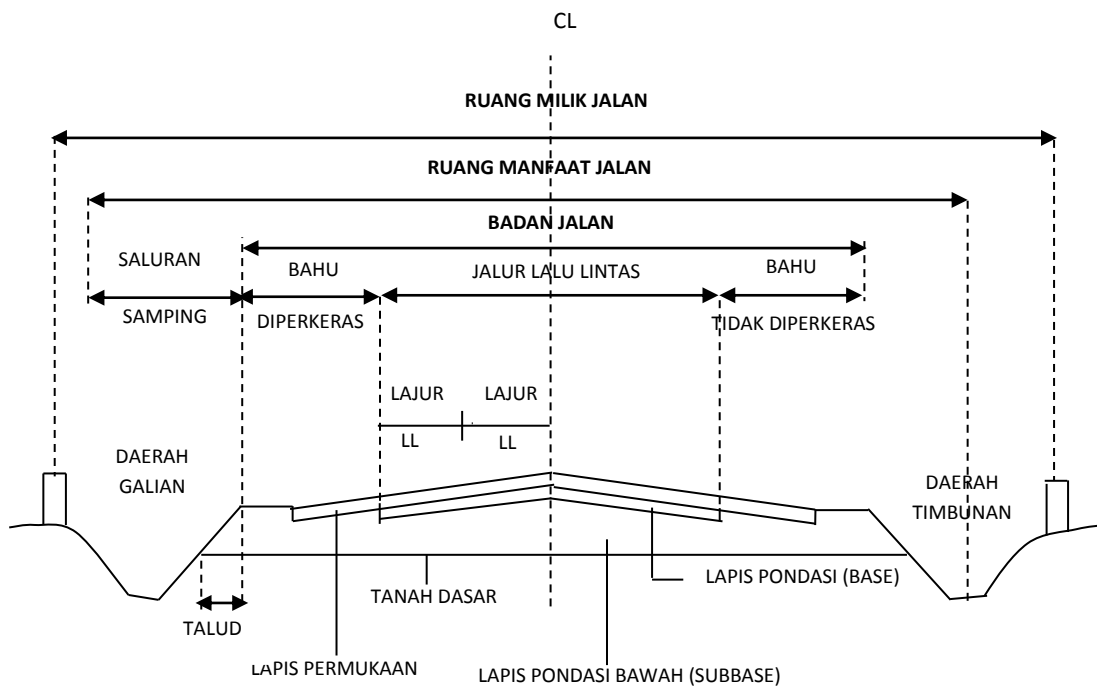 CL
RUANG MILIK JALAN
RUANG MANFAAT JALAN
BADAN JALAN
SALURAN
SAMPING
BAHU
DIPERKERAS
JALUR LALU LINTAS
BAHU
TIDAK DIPERKERAS
LAJUR
LL
LAJUR
LL
DAERAH
GALIAN
DAERAH
TIMBUNAN
LAPIS PONDASI (BASE)
TANAH DASAR
TALUD
LAPIS PERMUKAAN
LAPIS PONDASI BAWAH (SUBBASE)